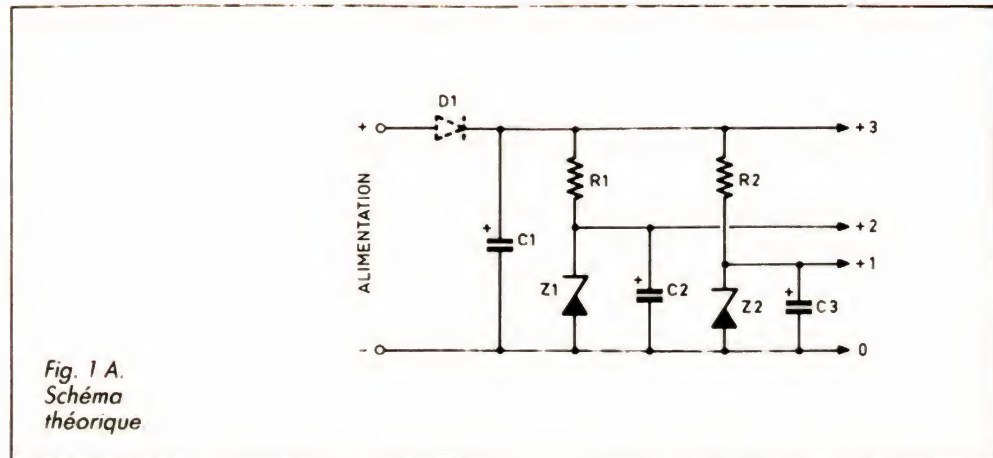 D1
+
+ 3
R1
R2
ALIMENTATION
+ 2
+
C1
+ 1
Z1
+
C2
Z2
+
C3
-
0
Fig. 1 A.
Schéma
théorique